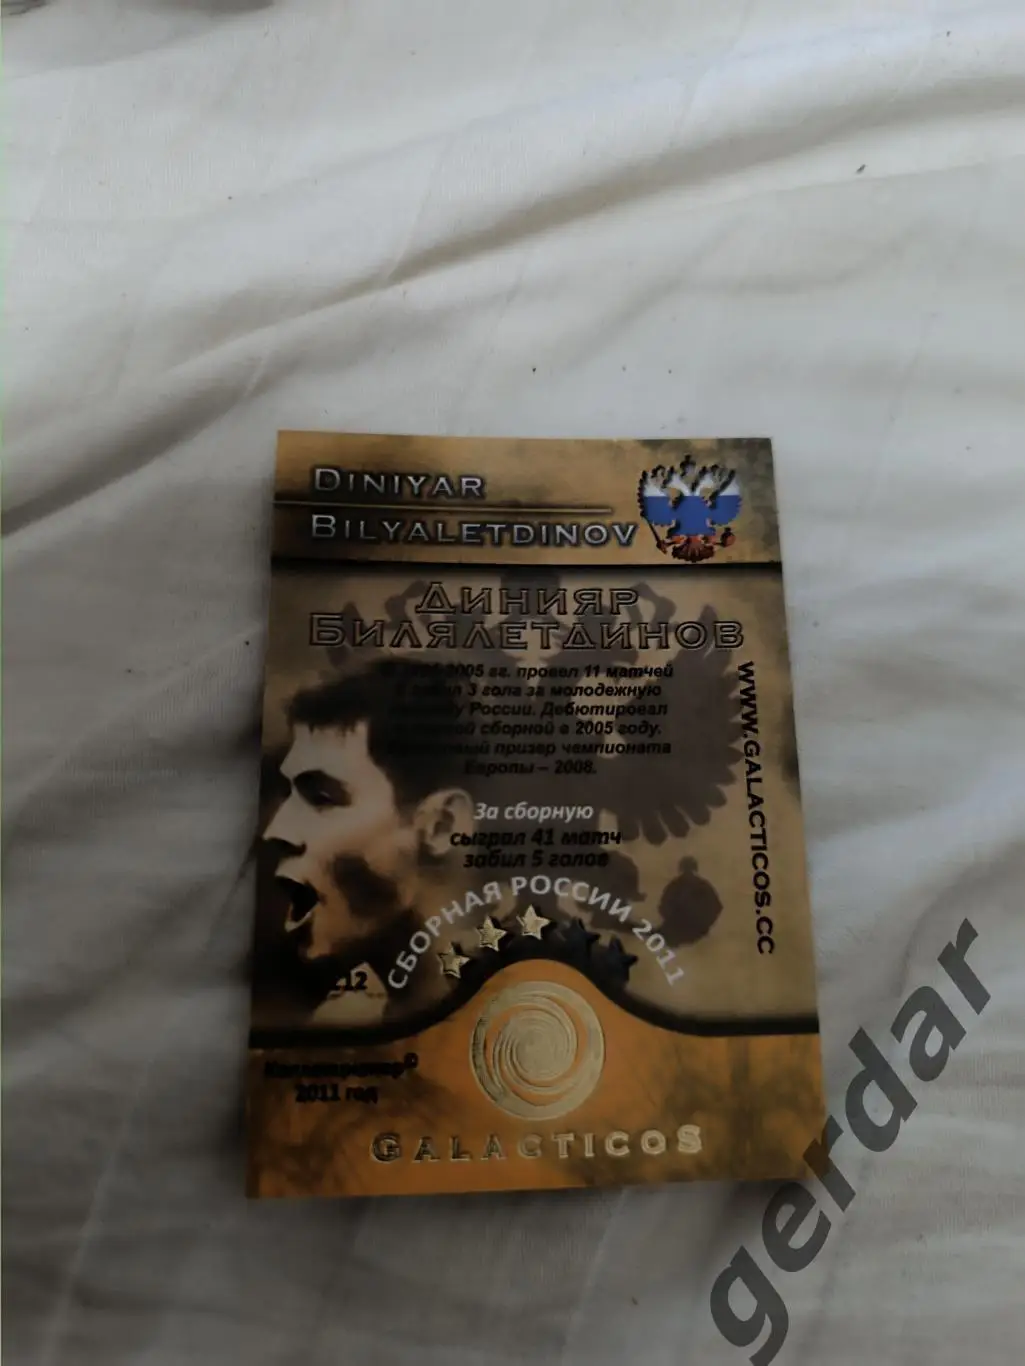 DINIYAR
BILYALETDINOV
ДИНИЯР
БИЛЯЛЕТДИНОВ
2005 гг. провел 11 матчей
3 гола за молодежную
России. Дебютировал
в 2005 году.
призер чемпионата
Европы – 2008.
За сборную
сыграл 41 матч
забил 5 голов
СБОРНАЯ РОССИИ 2011
WWW.GALACTICOS.CC
212
2011 год
GALACTICOS
gerdar